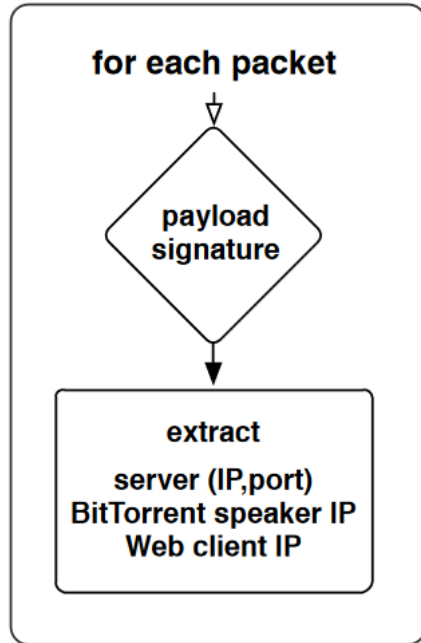 for each packet
payload
signature
extract
server (IP,port)
BitTorrent speaker IP
Web client IP